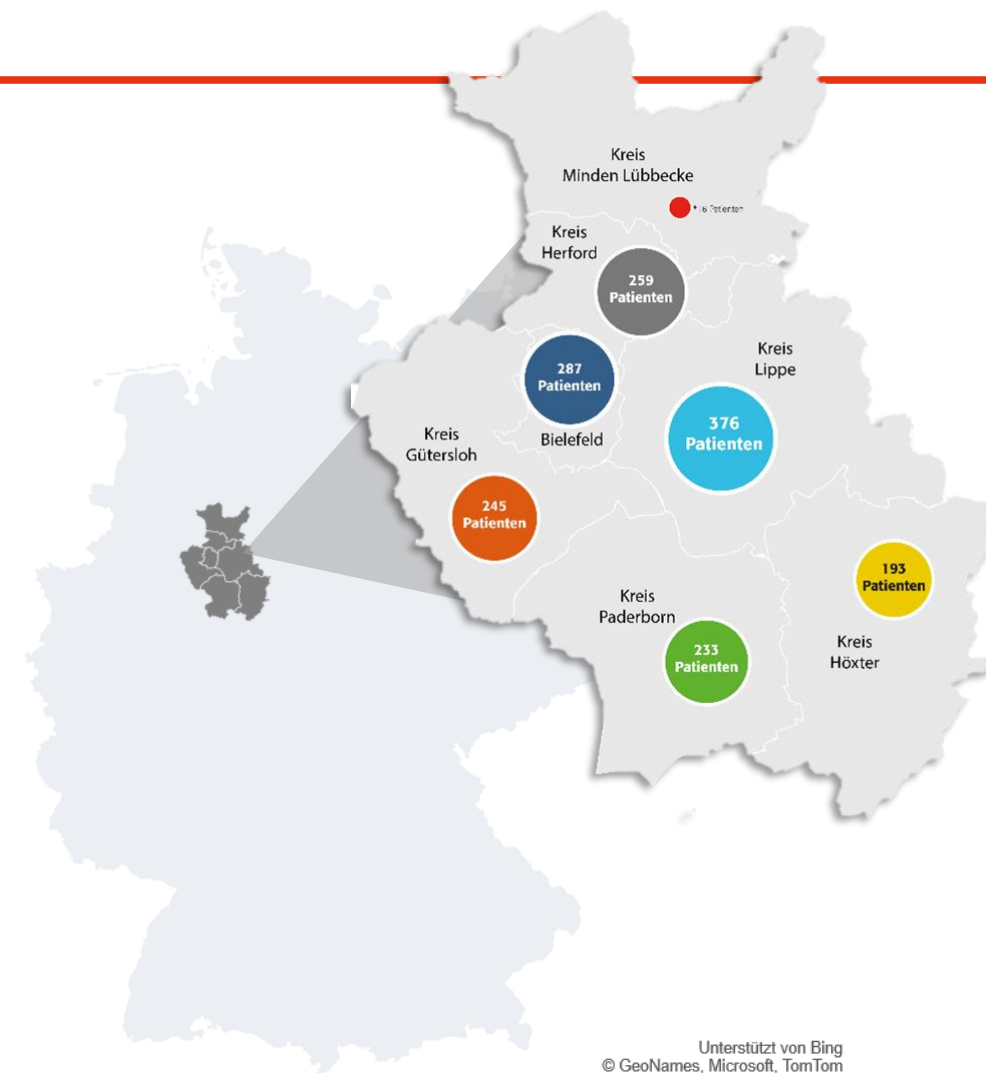 Kreis
Minden Lübbecke
Patienten
Kreis
Herford
259
Patienten
287
Patienten
Bielefeld
Kreis
Lippe
376
Patienten
Kreis
Gütersloh
245
Patienten
193
Patienten
Kreis
Höxter
Kreis
Paderborn
233
Patienten
Unterstützt von Bing
© GeoNames, Microsoft, TomTom